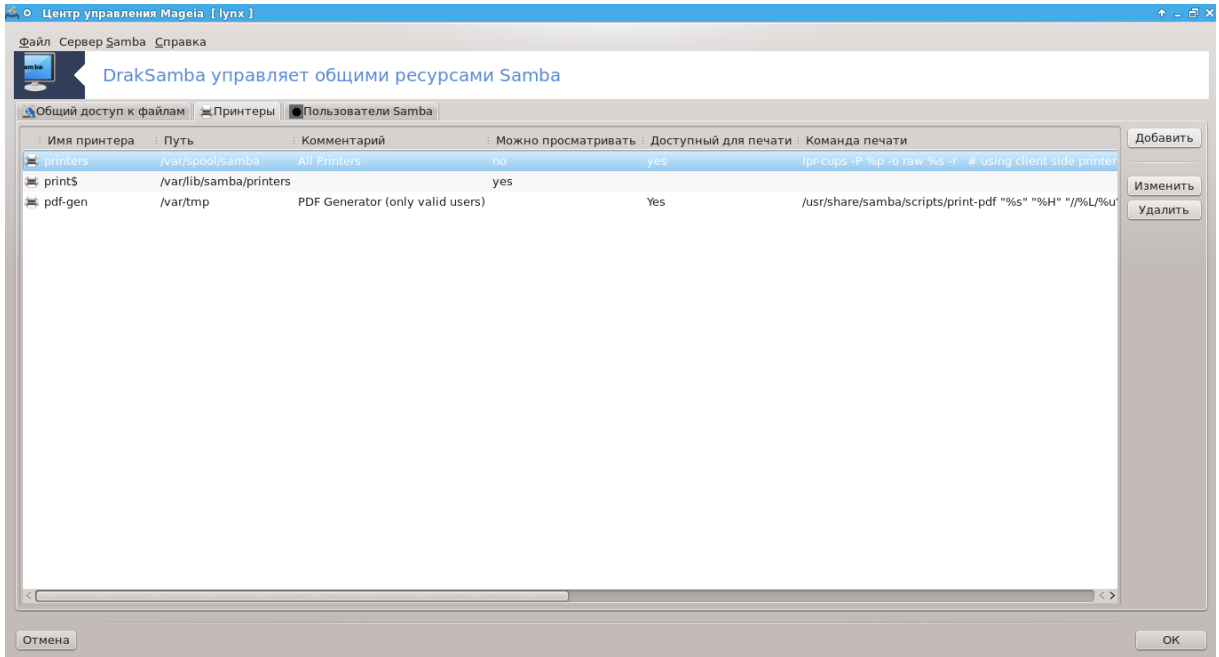 Центр управления Mageia [ lynx ]
Файл Сервер Samba Справка
DrakSamba управляет общими ресурсами Samba
Общий доступ к файлам Принтеры Пользователи Samba
Имя принтера Путь Комментарий Можно просматривать Доступный для печати Команда печати Добавить
printers /var/spool/samba All Printers no yes lpr-cups -P %p -o raw %s -r # using client side printer
print$ /var/lib/samba/printers yes
Изменить
pdf-gen /var/tmp PDF Generator (only valid users) Yes /usr/share/samba/scripts/print-pdf "%s" "%H" "//%L/%u"
Удалить
Отмена OK